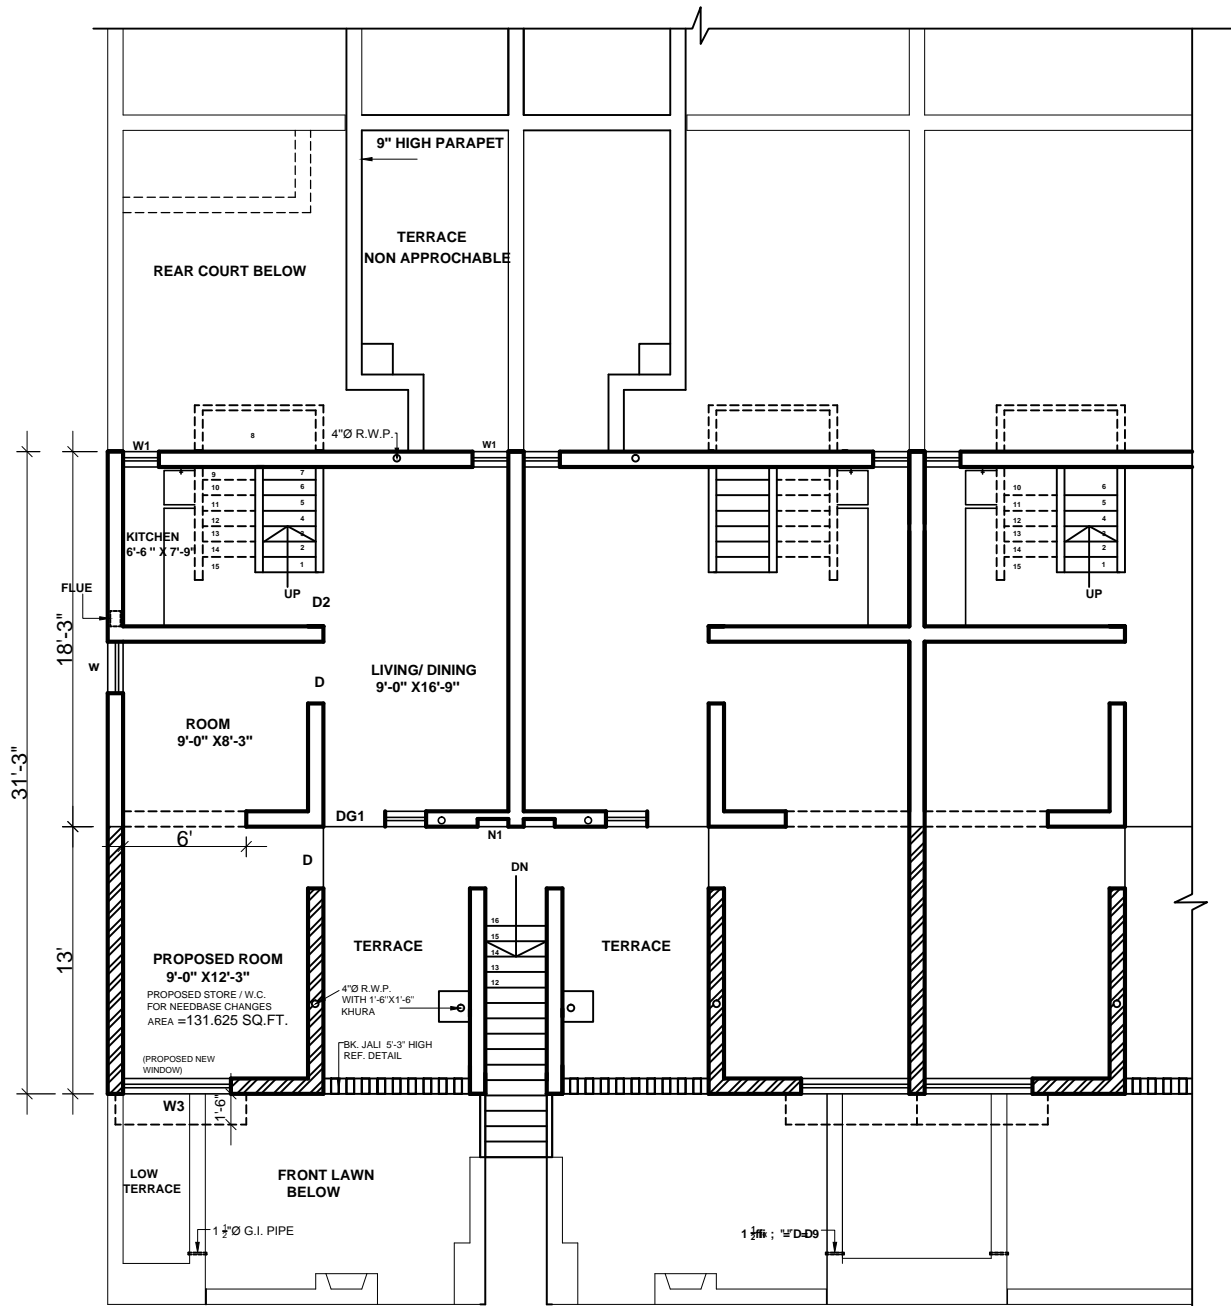 9" HIGH PARAPET
TERRACE
NON APPROCHABLE
REAR COURT BELOW
8
W1
4"Ø R.W.P.
W1
9
10
11
12
13
14
15
7
6
5
4
3
2
1
UP
KITCHEN
6'-6 " X 7'-9"
FLUE
D2
10
11
12
13
14
15
6
5
4
3
2
1
UP
18'-3"
31'-3"
W
D
LIVING/ DINING
9'-0" X16'-9"
ROOM
9'-0" X8'-3"
DG1
N1
6'
D
DN
16
15
14
13
12
TERRACE
TERRACE
13'
PROPOSED ROOM
9'-0" X12'-3"
PROPOSED STORE / W.C.
FOR NEEDBASE CHANGES
AREA =131.625 SQ.FT.
4"Ø R.W.P.
WITH 1'-6"X1'-6"
KHURA
BK. JALI 5'-3" HIGH
REF. DETAIL
(PROPOSED NEW
WINDOW)
W3
1'-6"
LOW
TERRACE
FRONT LAWN
BELOW
1 ½"Ø G.I. PIPE